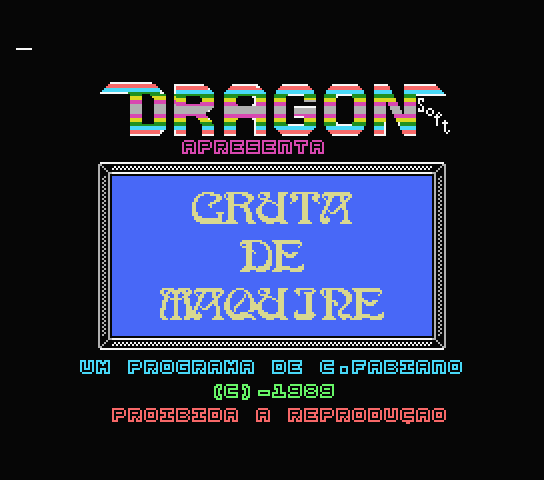 DRAGON Soft
APRESENTA
GRUTA
DE
MAQUINE
UM PROGRAMA DE C.FABIANO
(C)-1989
PROIBIDA A REPRODUÇAO